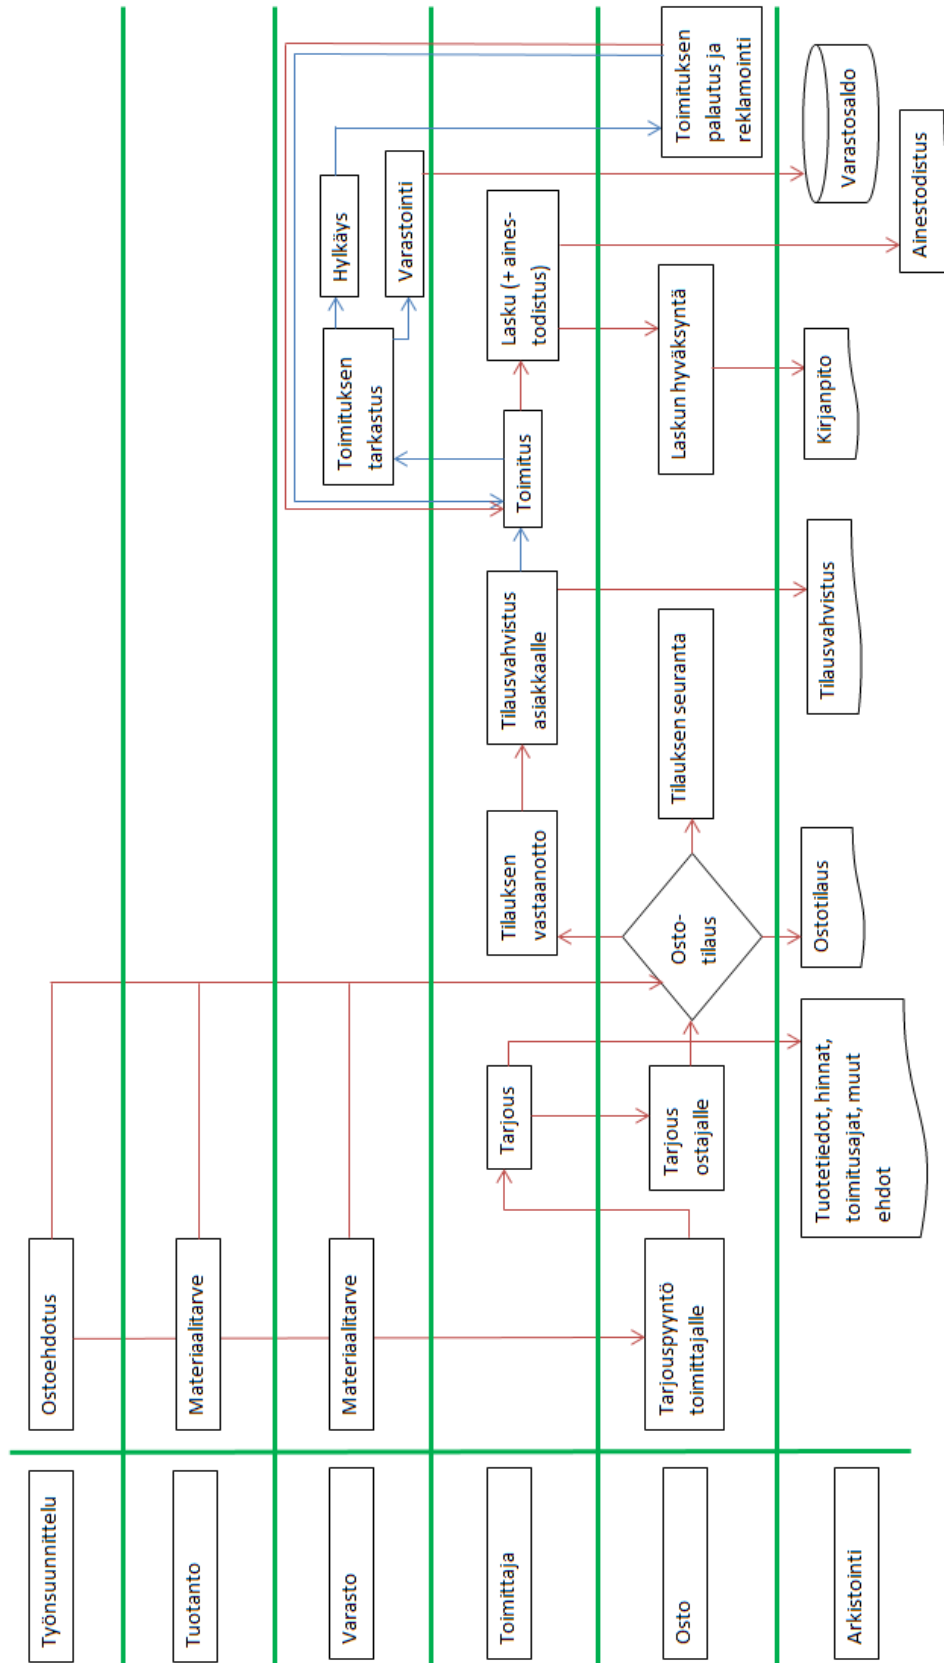 Työnsuunnittelu
Ostoehdotus
Tuotanto
Materiaalitarve
Varasto
Materiaalitarve
Toimituksen
tarkastus
Hylkäys
Varastointi
Toimittaja
Tarjous
Tilauksen
vastaanotto
Tilausvahvistus
asiakkaalle
Toimitus
Lasku (+ aines-
todistus)
Osto
Tarjouspyyntö
toimittajalle
Tarjous
ostajalle
Osto-
tilaus
Tilauksen seuranta
Laskun hyväksyntä
Toimituksen
palautus ja
reklamointi
Arkistointi
Tuotetiedot, hinnat,
toimitusajat, muut
ehdot
Ostotilaus
Tilausvahvistus
Kirjanpito
Varastosaldo
Ainestodistus